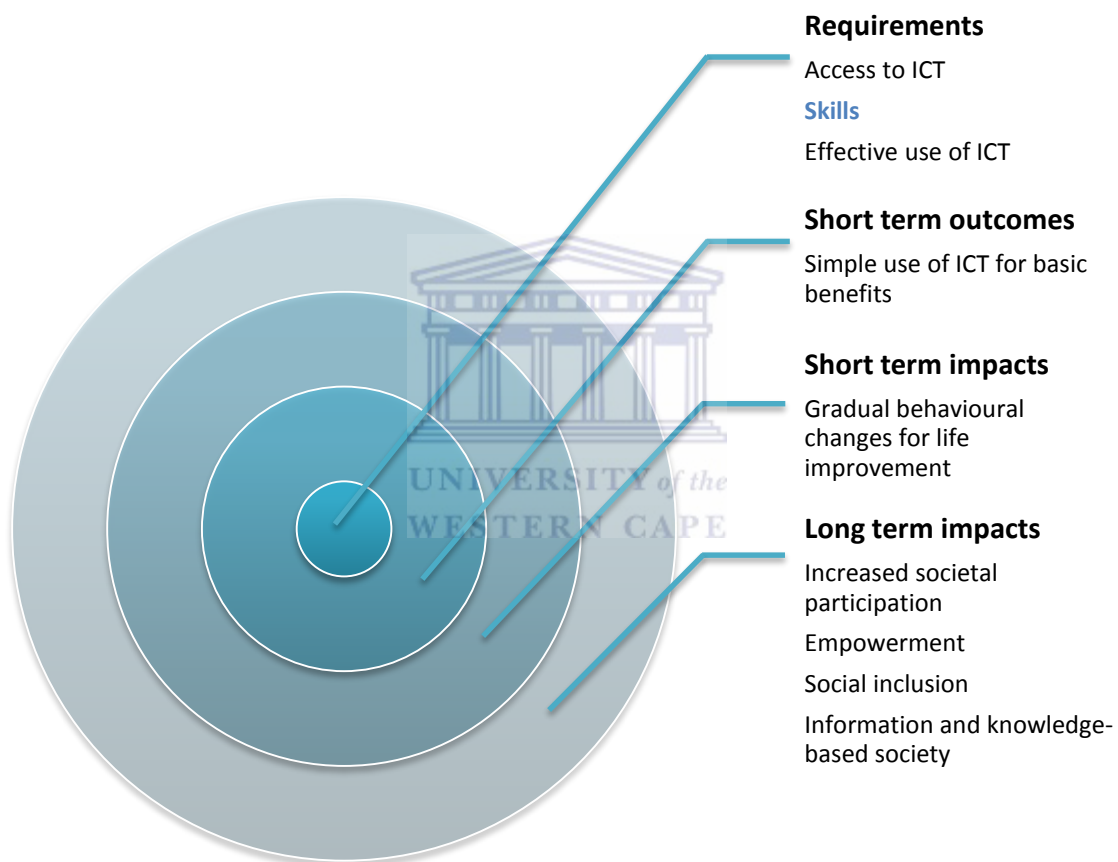 Requirements
Access to ICT
Skills
Effective use of ICT
Short term outcomes
Simple use of ICT for basic
benefits
Short term impacts
Gradual behavioural
changes for life
improvement
UNIVERSITY of the
WESTERN CAPE
Long term impacts
Increased societal
participation
Empowerment
Social inclusion
Information and knowledge-
based society